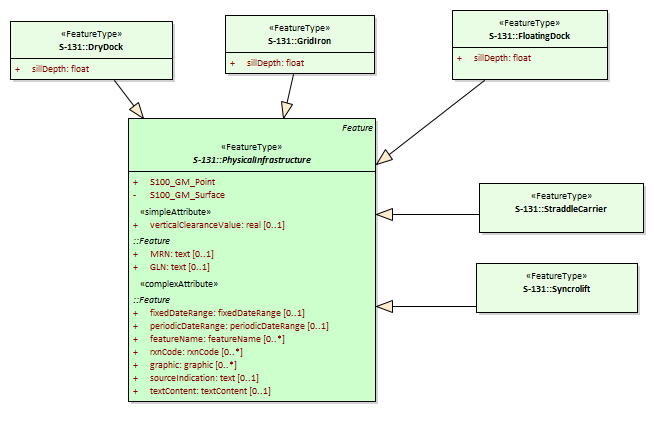 «FeatureType»
S-131::DryDock
+ sillDepth: float
«FeatureType»
S-131::GridIron
+ sillDepth: float
«FeatureType»
S-131::FloatingDock
+ sillDepth: float
Feature
«FeatureType»
S-131::PhysicalInfrastructure
+ S100_GM_Point
- S100_GM_Surface
«simpleAttribute»
+ verticalClearanceValue: real [0..1]
::Feature
+ MRN: text [0..1]
+ GLN: text [0..1]
«complexAttribute»
::Feature
+ fixedDateRange: fixedDateRange [0..1]
+ periodicDateRange: periodicDateRange [0..1]
+ featureName: featureName [0..*]
+ rxnCode: rxnCode [0..*]
+ graphic: graphic [0..*]
+ sourceIndication: text [0..1]
+ textContent: textContent [0..1]
«FeatureType»
S-131::StraddleCarrier
«FeatureType»
S-131::Syncrolift